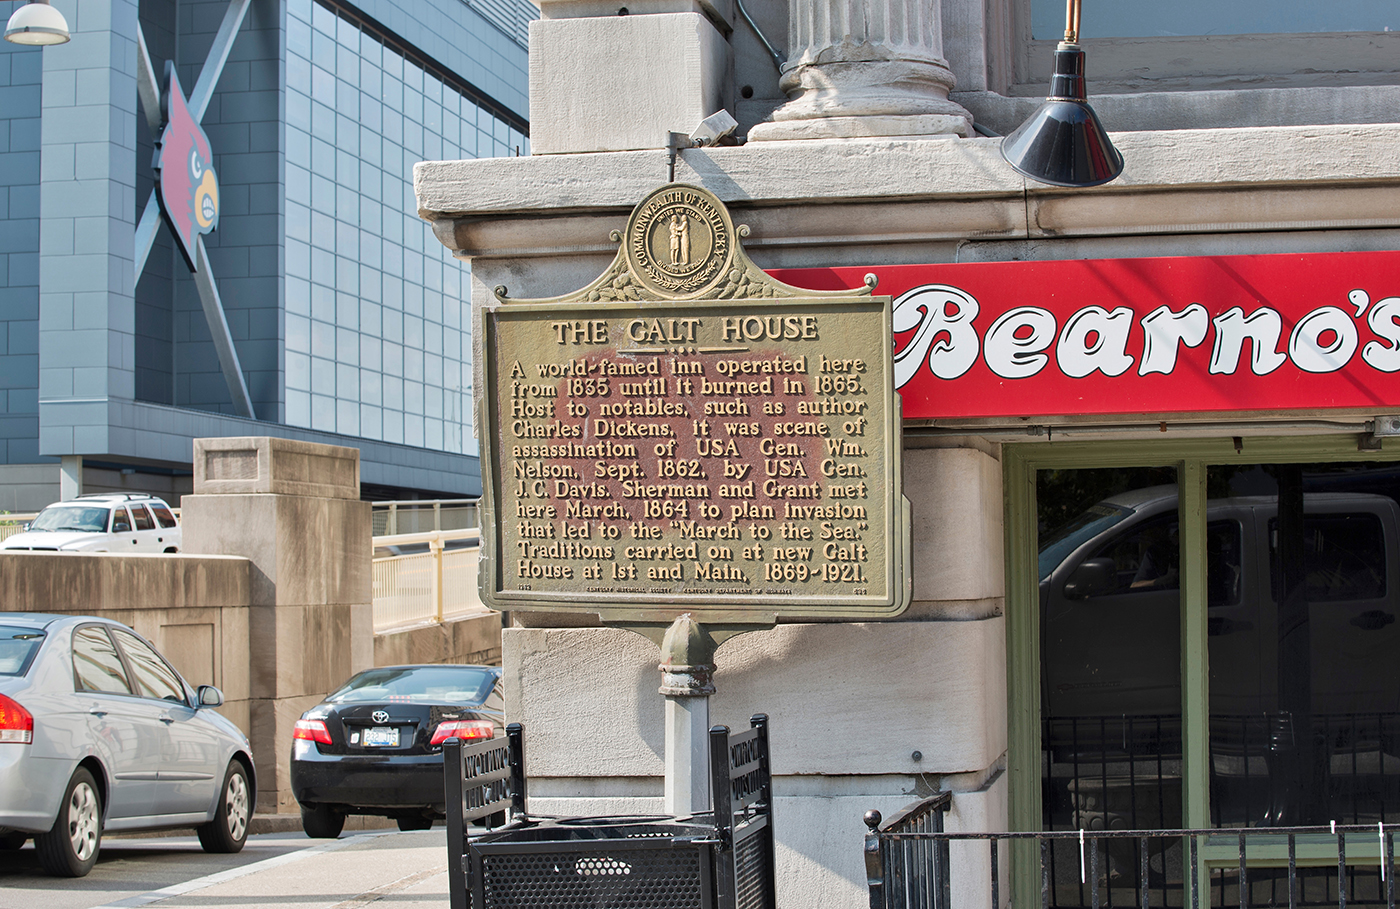 COMMONWEALTH OF KENTUCKY
UNITED WE STAND
DIVIDED WE FALL
THE GALT HOUSE
A world-famed inn operated here
from 1835 until it burned in 1865.
Host to notables, such as author
Charles Dickens, it was scene of
assassination of USA Gen. Wm.
Nelson, Sept. 1862, by USA Gen.
J. C. Davis. Sherman and Grant met
here March, 1864 to plan invasion
that led to the "March to the Sea."
Traditions carried on at new Galt
House at 1st and Main, 1869-1921.
KENTUCKY HISTORICAL SOCIETY KENTUCKY DEPARTMENT OF HIGHWAYS
Bearno's